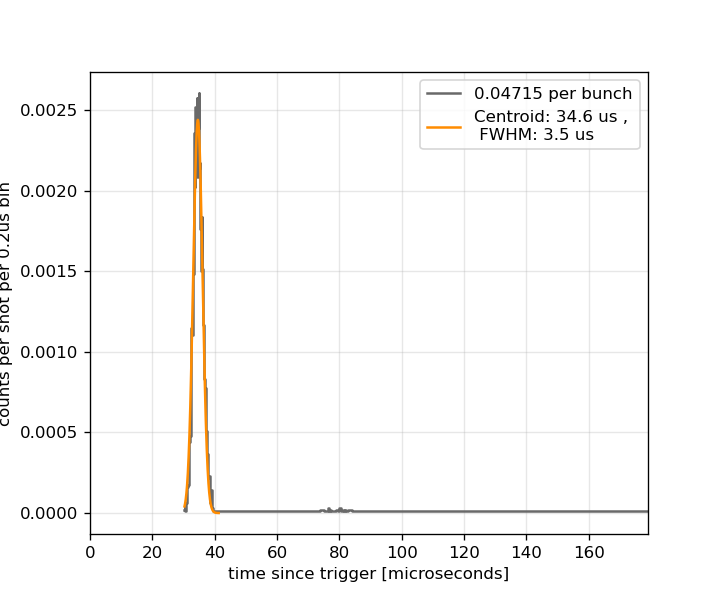 0.04715 per bunch
Centroid: 34.6 us ,
FWHM: 3.5 us
0.0025
0.0020
0.0015
0.0010
0.0005
0.0000
counts per shot per 0.2us bin
0 20 40 60 80 100 120 140 160
time since trigger [microseconds]